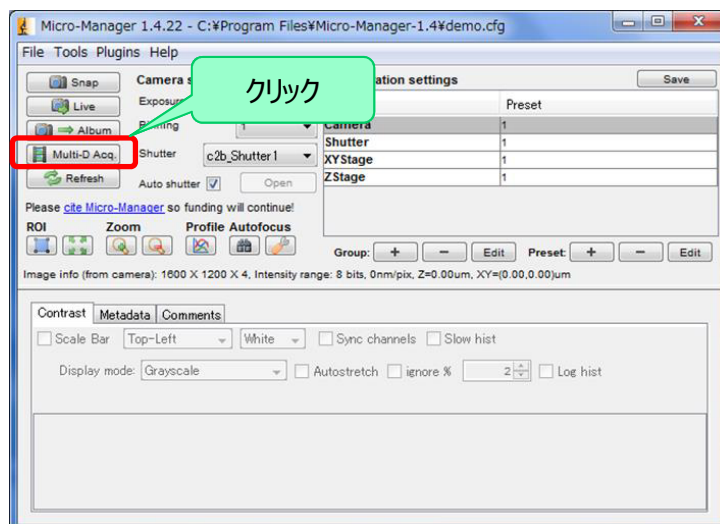 Micro-Manager 1.4.22 - C:¥Program Files¥Micro-Manager-1.4¥demo.cfg
File Tools Plugins Help
Snap
Live
Album
Multi-D Acq.
Refresh
Camera s
Exposu
クリック
ation settings
Save
Binning
1
Shutter
c2b_Shutter1
Auto shutter
Open
Preset
Camera 1
Shutter 1
XYStage 1
ZStage 1
Please cite Micro-Manager so funding will continue!
ROI Zoom Profile Autofocus
Group: + - Edit Preset: + - Edit
Image info (from camera): 1600 X 1200 X 4, Intensity range: 8 bits, 0nm/pix, Z=0.00um, XY=(0.00,0.00)um
Contrast Metadata Comments
Scale Bar Top-Left White Sync channels Slow hist
Display mode: Grayscale Autostretch ignore % 2 Log hist